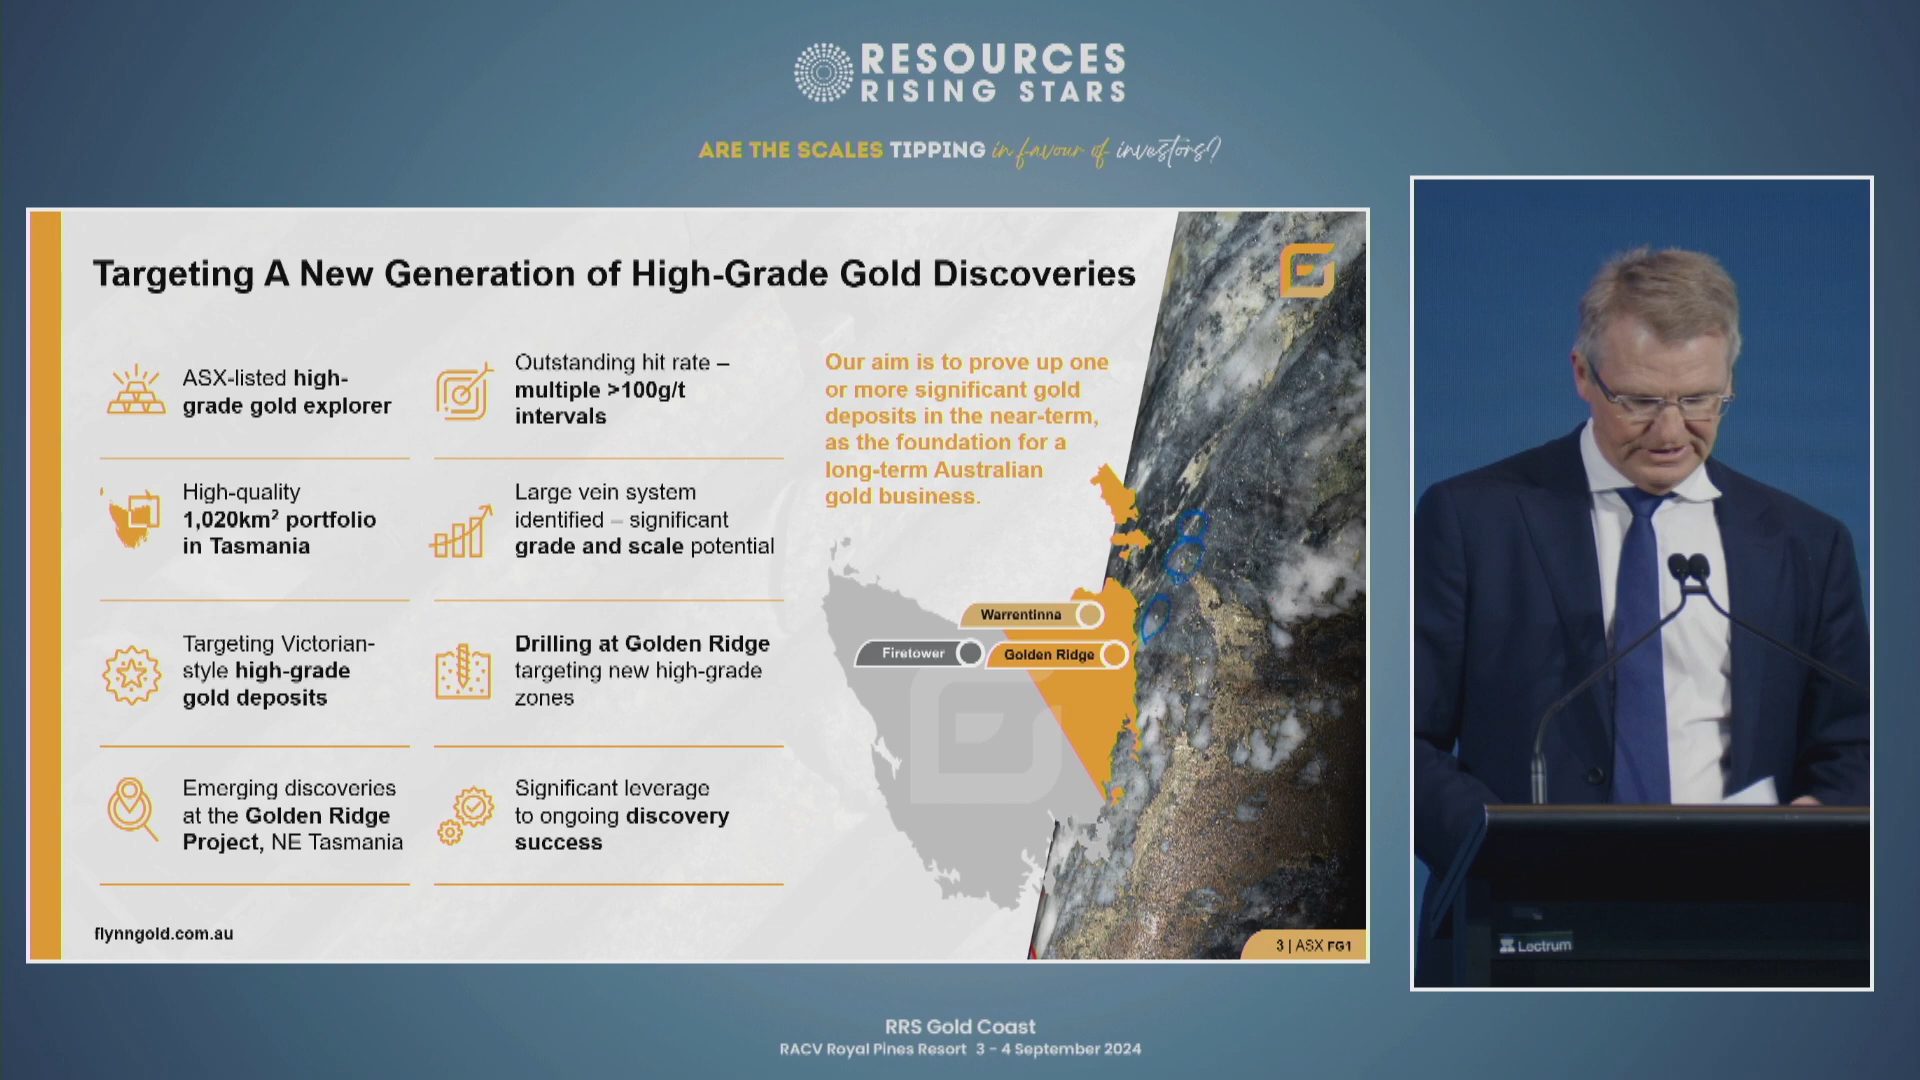 RESOURCES
RISING STARS
ARE THE SCALES TIPPING in favour of investors?
Targeting A New Generation of High-Grade Gold Discoveries
ASX-listed high-
grade gold explorer
High-quality
1,020km² portfolio
in Tasmania
Targeting Victorian-
style high-grade
gold deposits
Emerging discoveries
at the Golden Ridge
Project, NE Tasmania
Outstanding hit rate –
multiple >100g/t
intervals
Large vein system
identified – significant
grade and scale potential
Drilling at Golden Ridge
targeting new high-grade
zones
Significant leverage
to ongoing discovery
success
Our aim is to prove up one
or more significant gold
deposits in the near-term,
as the foundation for a
long-term Australian
gold business.
Warrentinna
Firetower
Golden Ridge
flynngold.com.au
3 | ASX FG1
Lectrum
RRS Gold Coast
RACV Royal Pines Resort 3 - 4 September 2024